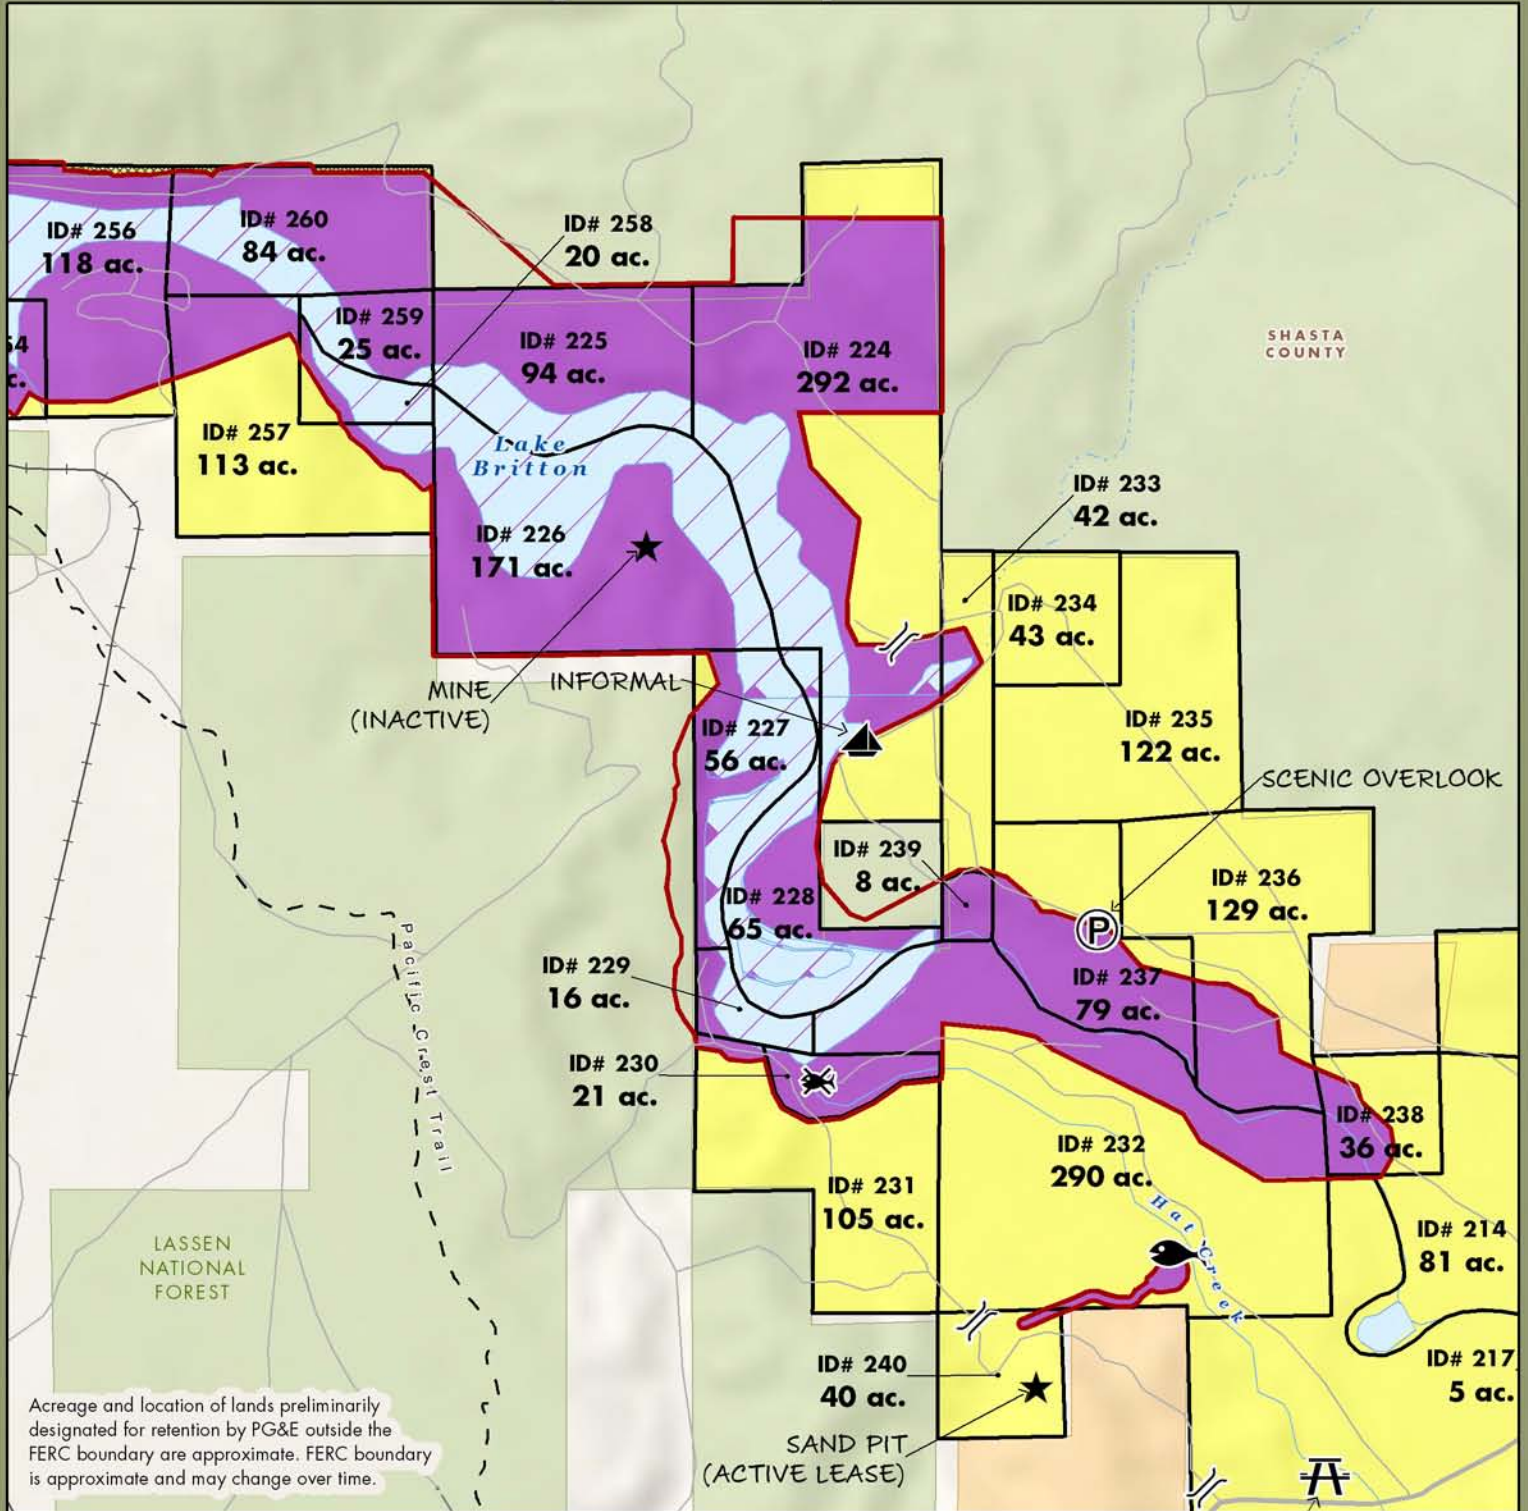 ID# 256
118 ac.
ID# 260
84 ac.
ID# 258
20 ac.
ID# 259
25 ac.
ID# 225
94 ac.
ID# 224
292 ac.
SHASTA
COUNTY
54
c.
ID# 257
113 ac.
Lake
Britton
ID# 233
42 ac.
ID# 226
171 ac.
ID# 234
43 ac.
MINE
(INACTIVE)
INFORMAL
ID# 227
56 ac.
ID# 235
122 ac.
SCENIC OVERLOOK
ID# 239
8 ac.
ID# 236
129 ac.
ID# 228
65 ac.
P
Pacific Crest Trail
ID# 229
16 ac.
ID# 237
79 ac.
ID# 230
21 ac.
ID# 238
36 ac.
ID# 232
290 ac.
ID# 231
105 ac.
Hat Creek
ID# 214
81 ac.
LASSEN
NATIONAL
FOREST
ID# 240
40 ac.
ID# 217
5 ac.
SAND PIT
(ACTIVE LEASE)
Acreage and location of lands preliminarily
designated for retention by PG&E outside the
FERC boundary are approximate. FERC boundary
is approximate and may change over time.